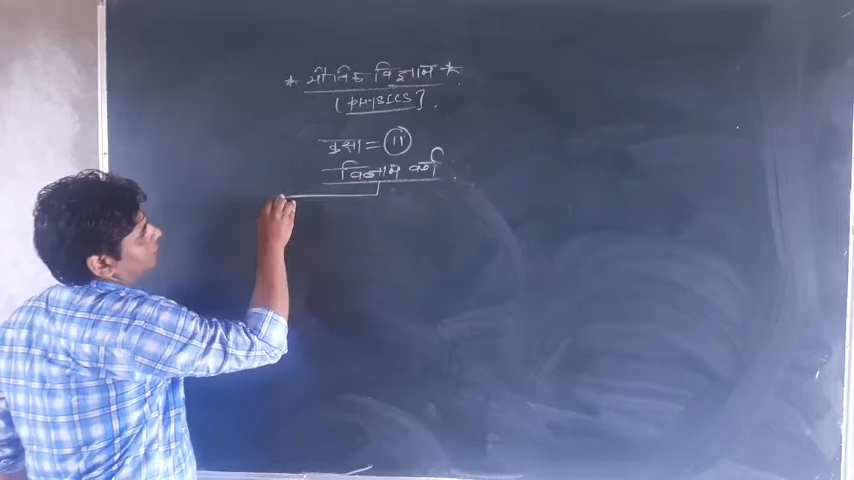 * भौतिक विज्ञान *
(PHYSICS).
कक्षा = 11
विज्ञान वर्ग :